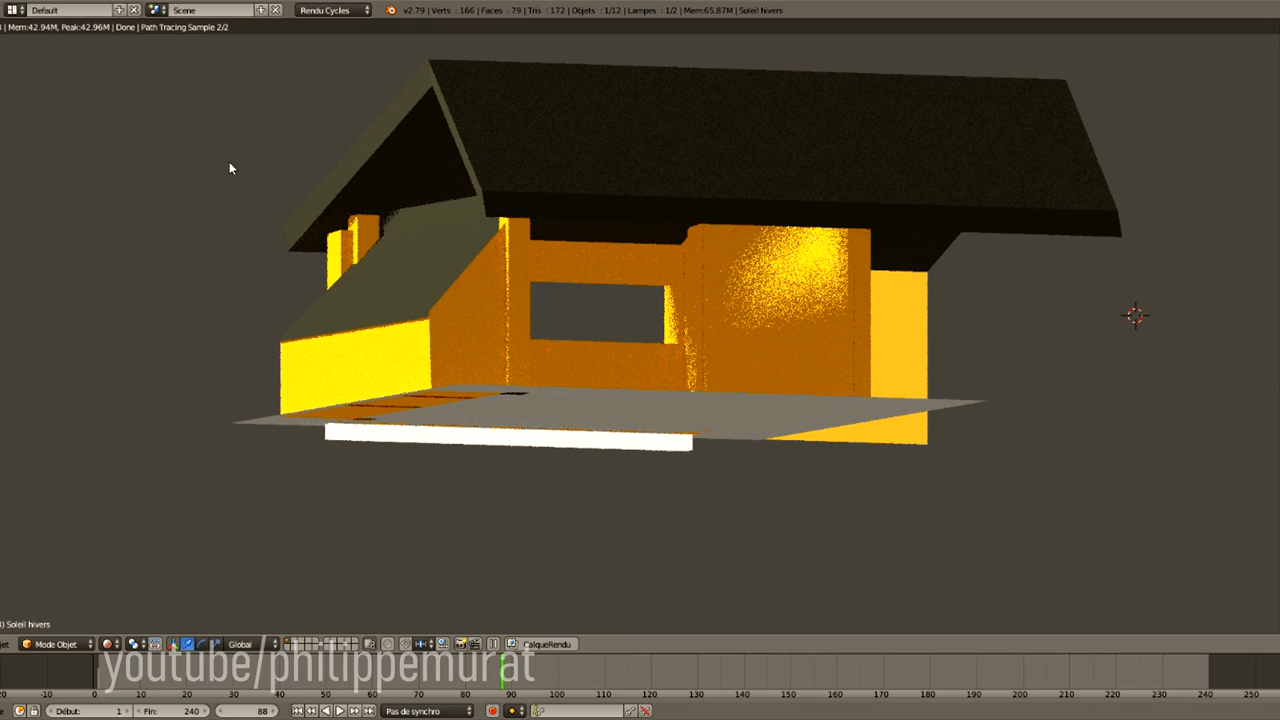 Default Scene Rendu Cycles v2.79 | Verts : 166 | Faces : 79 | Tris : 172 | Objets : 1/12 | Lampes : 1/2 | Mem:65.87M | Soleil hivers
| Mem:42.94M, Peak:42.96M | Done | Path Tracing Sample 2/2
) Soleil hivers
jet Mode Objet Global CalqueRendu
youtube/philippemurat
-10 0 10 20 30 40 50 60 70 80 90 100 110 120 130 140 150 160 170 180 190 200 210 220 230 240 250
Début: 1 Fin: 240 88 Pas de synchro